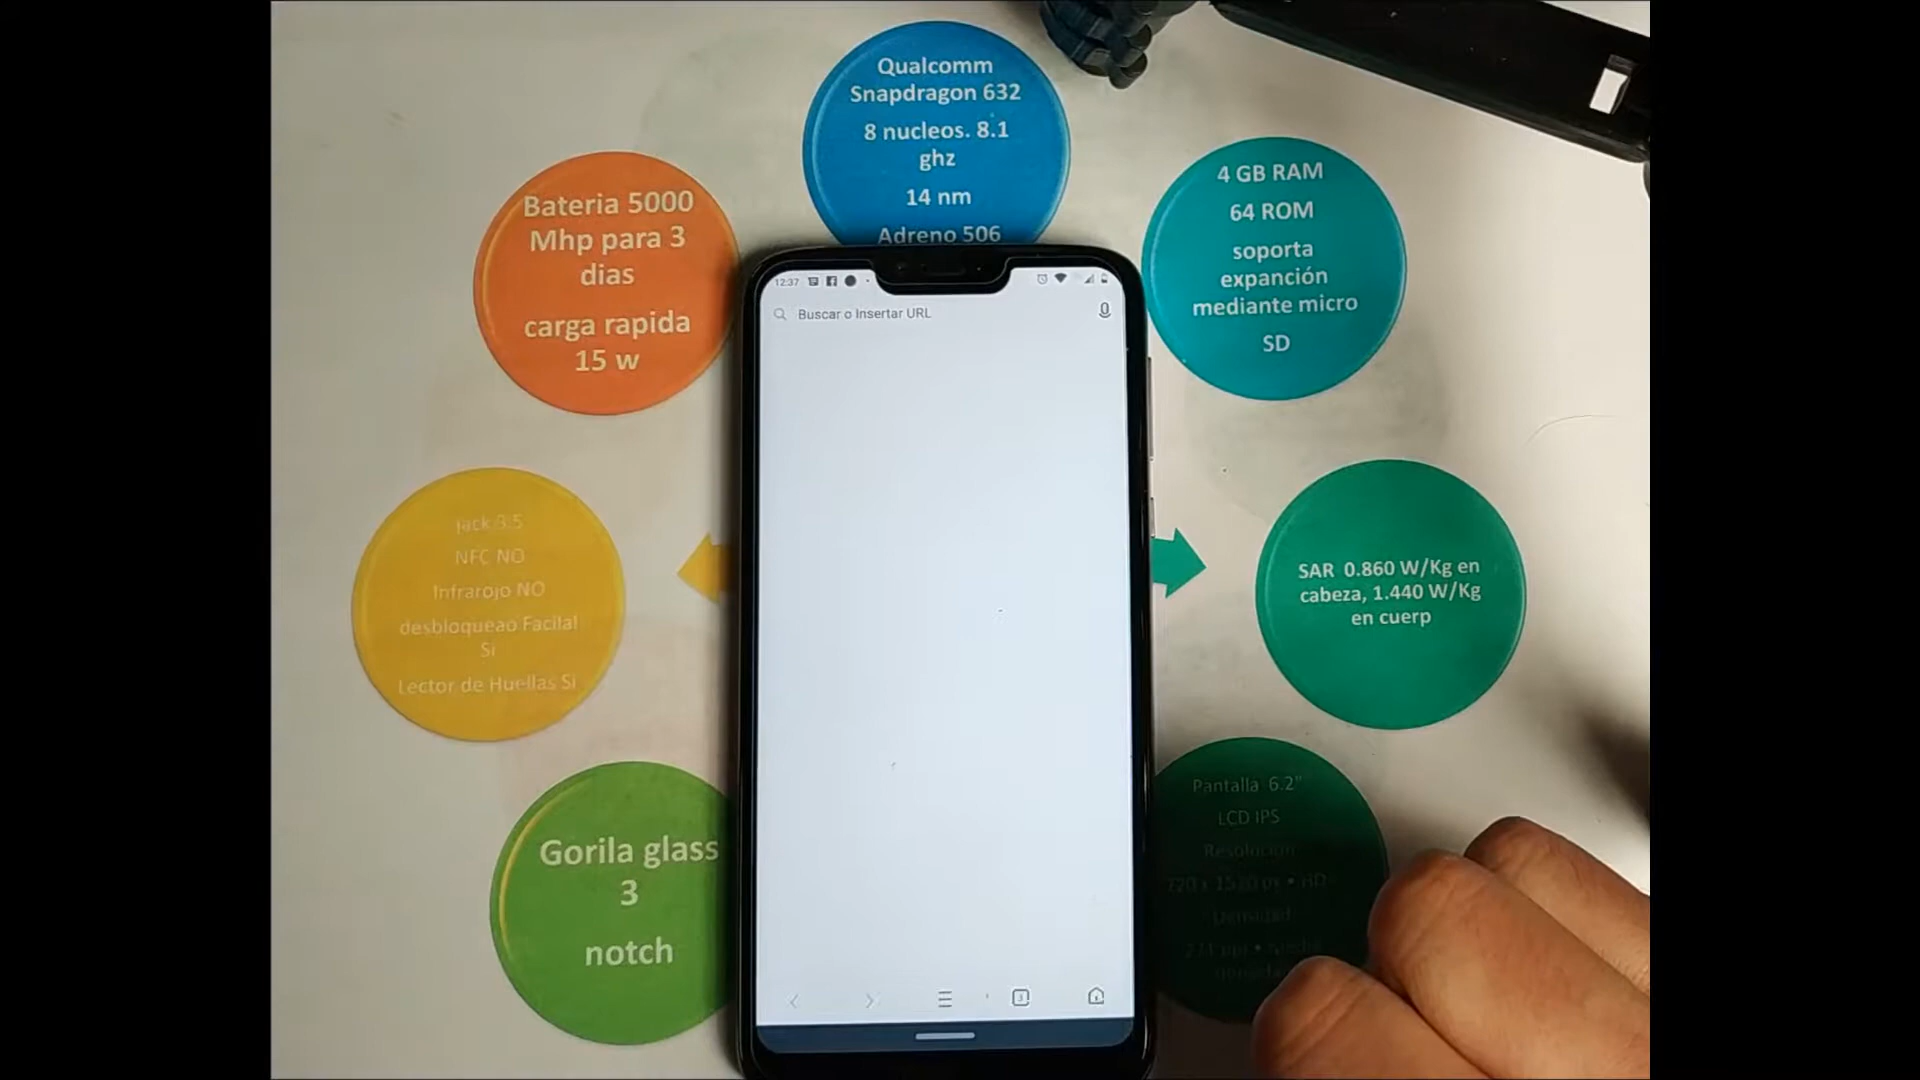 Qualcomm
Snapdragon 632
8 nucleos. 8.1
ghz
14 nm
Adreno 506
Bateria 5000
Mhp para 3
dias
carga rapida
15 w
4 GB RAM
64 ROM
soporta
expanción
mediante micro
SD
12:37
Buscar o Insertar URL
Jack 3.5
NFC NO
Infrarojo NO
desbloqueao Facilal
Si
Lector de Huellas Si
SAR 0.860 W/Kg en
cabeza, 1.440 W/Kg
en cuerp
Gorila glass
3
notch
Pantalla 6.2"
LCD IPS
Resolucion
Densidad